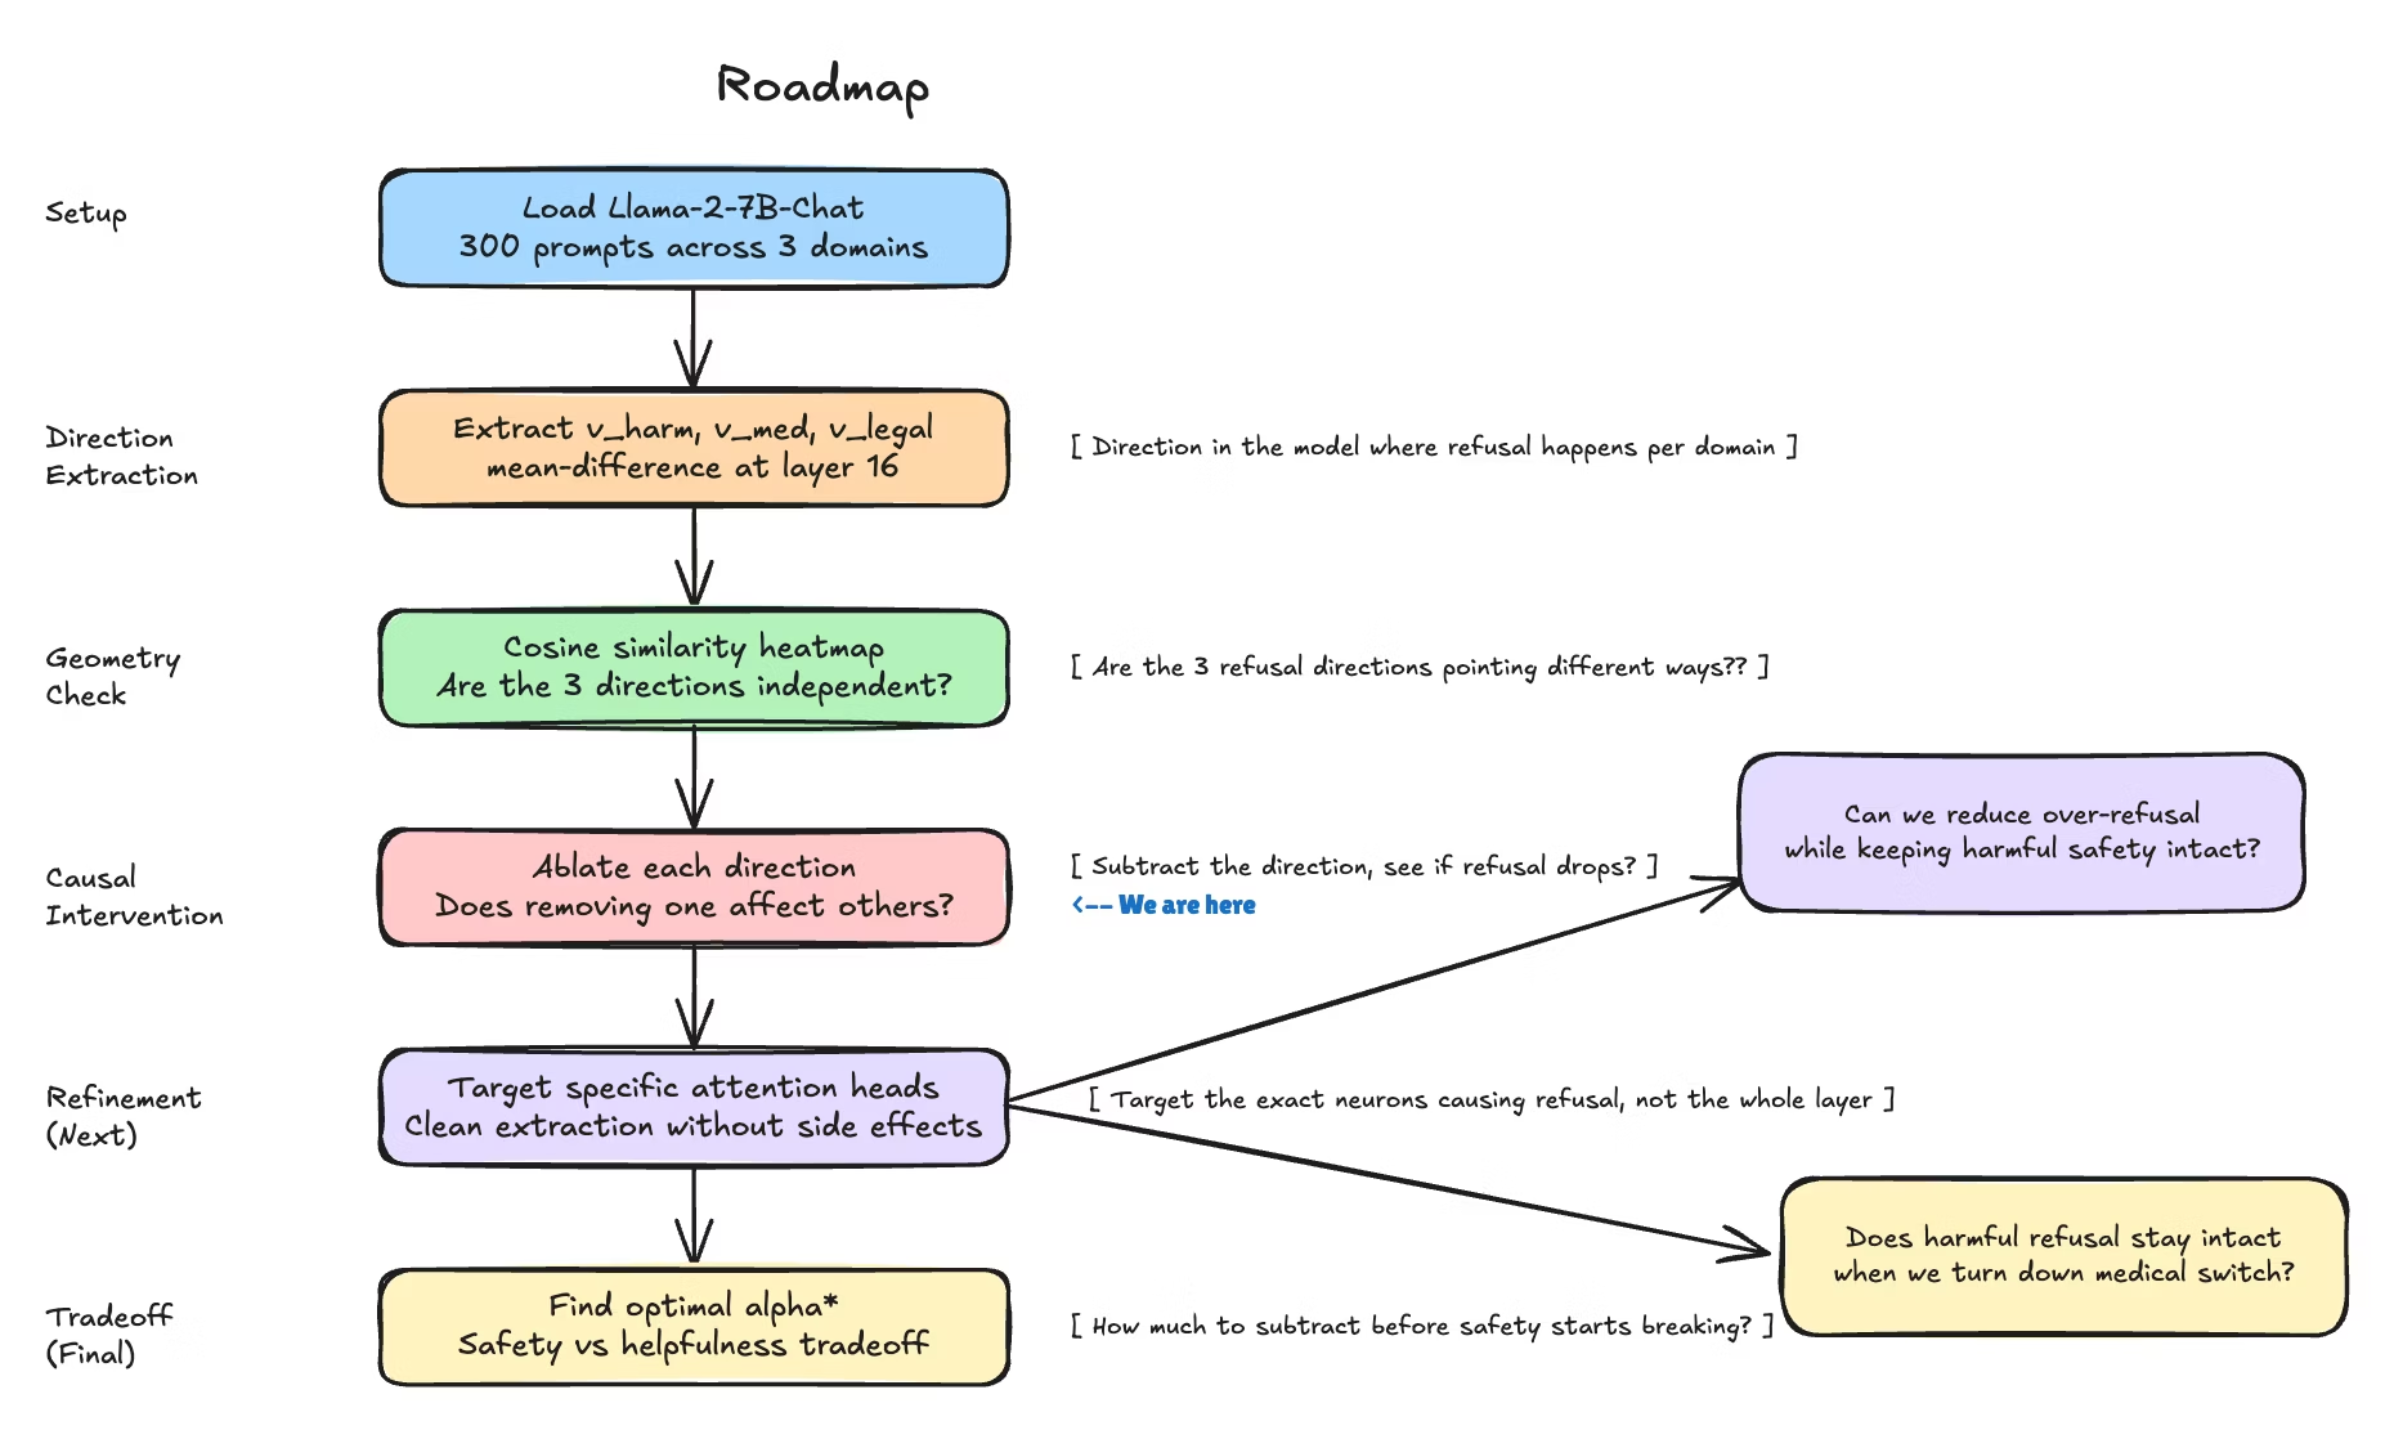 Roadmap
Setup
Load Llama-2-7B-Chat
300 prompts across 3 domains
Direction
Extraction
Extract v_harm, v_med, v_legal
mean-difference at layer 16
[ Direction in the model where refusal happens per domain ]
Geometry
Check
Cosine similarity heatmap
Are the 3 directions independent?
[ Are the 3 refusal directions pointing different ways?? ]
Causal
Intervention
Ablate each direction
Does removing one affect others?
[ Subtract the direction, see if refusal drops? ]
<-- We are here
Can we reduce over-refusal
while keeping harmful safety intact?
Refinement
(Next)
Target specific attention heads
Clean extraction without side effects
[ Target the exact neurons causing refusal, not the whole layer ]
Does harmful refusal stay intact
when we turn down medical switch?
Tradeoff
(Final)
Find optimal alpha*
Safety vs helpfulness tradeoff
[ How much to subtract before safety starts breaking? ]